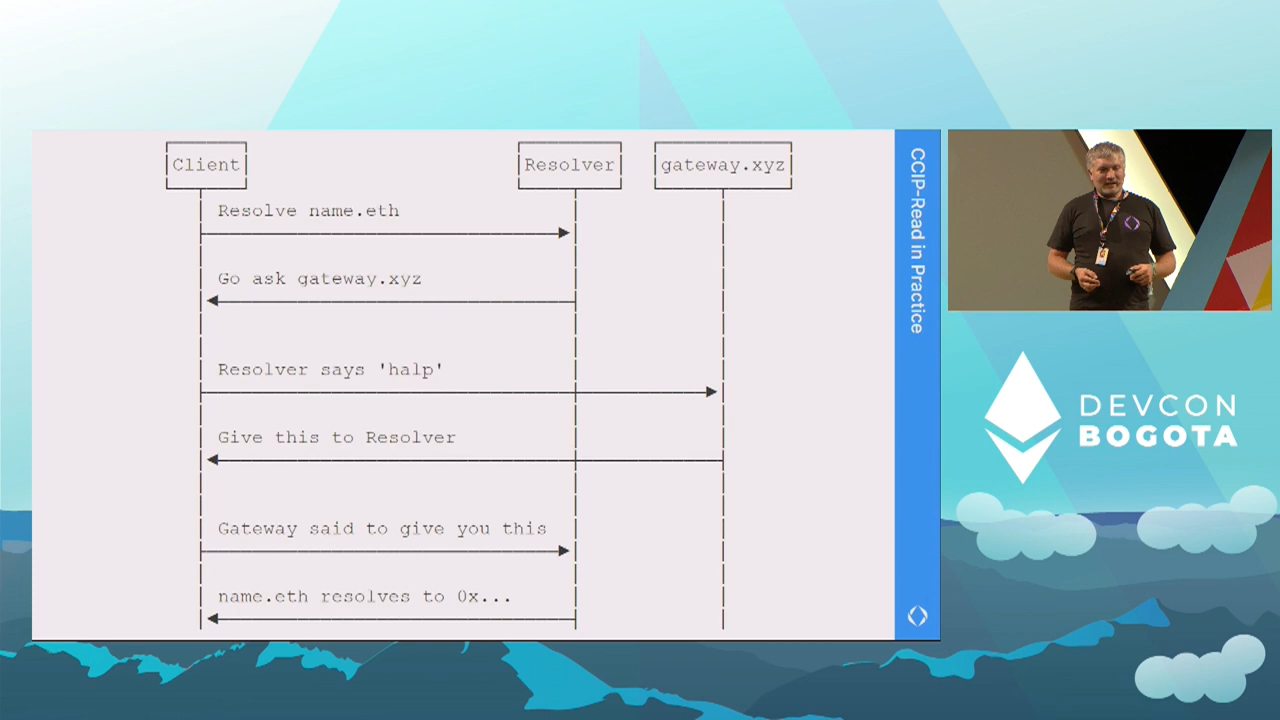 Client
Resolver
gateway.xyz
Resolve name.eth
Go ask gateway.xyz
Resolver says 'halp'
Give this to Resolver
Gateway said to give you this
name.eth resolves to 0x...
CCIP-Read in Practice
DEVCON
BOGOTA